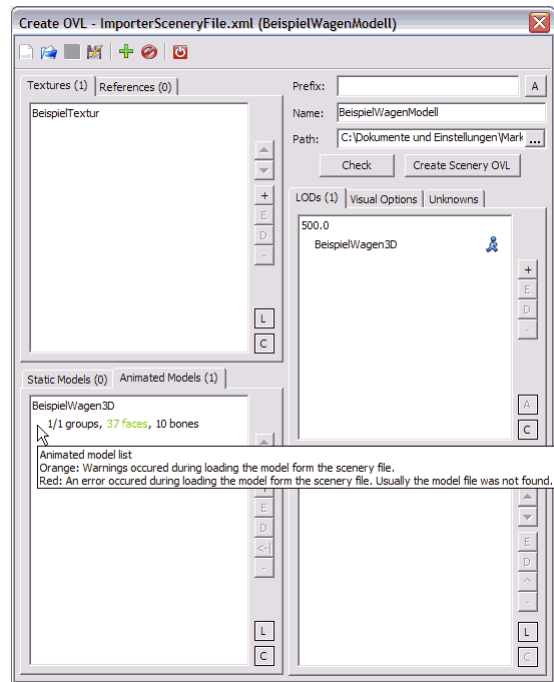 Create OVL - ImporterSceneryFile.xml (BeispielWagenModell)
Textures (1) References (0)
BeispielTextur
+
E
D
-
L
C
Prefix: A
Name: BeispielWagenModell
Path: C:\Dokumente und Einstellungen\Mark ...
Check Create Scenery OVL
LODs (1) Visual Options Unknowns
500.0
BeispielWagen3D
+
E
D
-
A
C
Static Models (0) Animated Models (1)
BeispielWagen3D
1/1 groups, 37 faces, 10 bones
Animated model list
Orange: Warnings occured during loading the model form the scenery file.
Red: An error occured during loading the model form the scenery file. Usually the model file was not found.
E
D
<-|
-
L
C
E
D
^
-
L
C